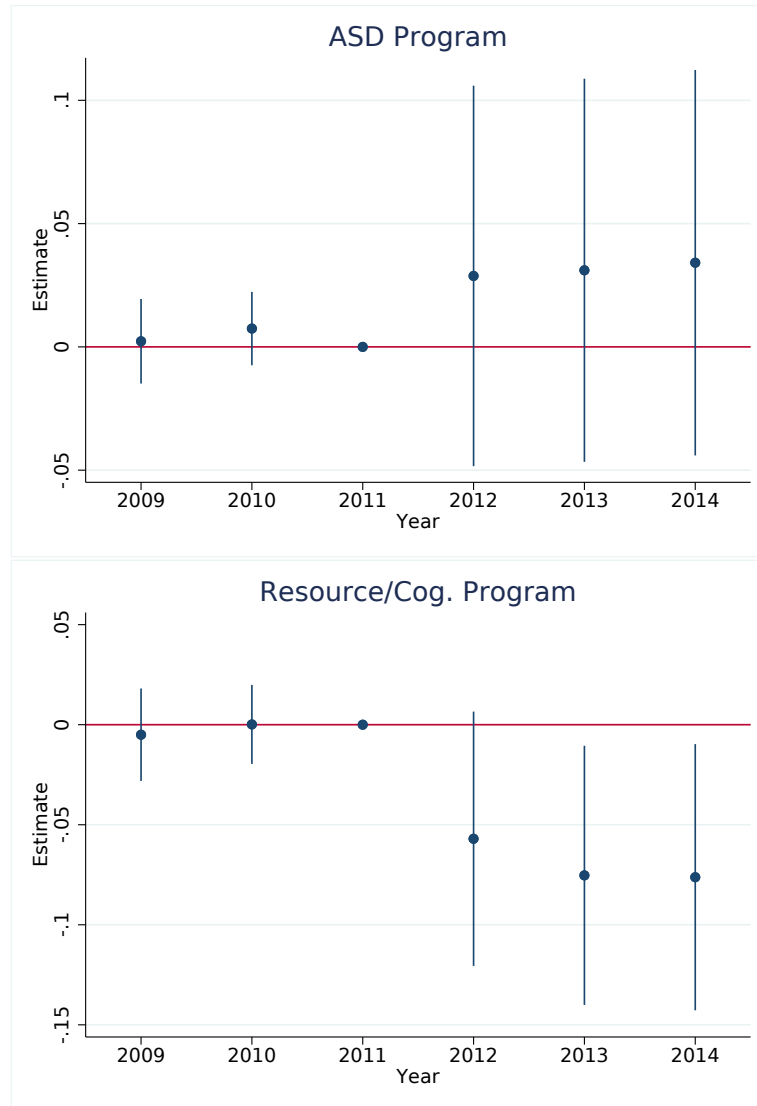 ASD Program
.1
.05
0
-.05
Estimate
2009 2010 2011 2012 2013 2014
Year
Resource/Cog. Program
.05
0
-.05
-.1
-.15
Estimate
2009 2010 2011 2012 2013 2014
Year